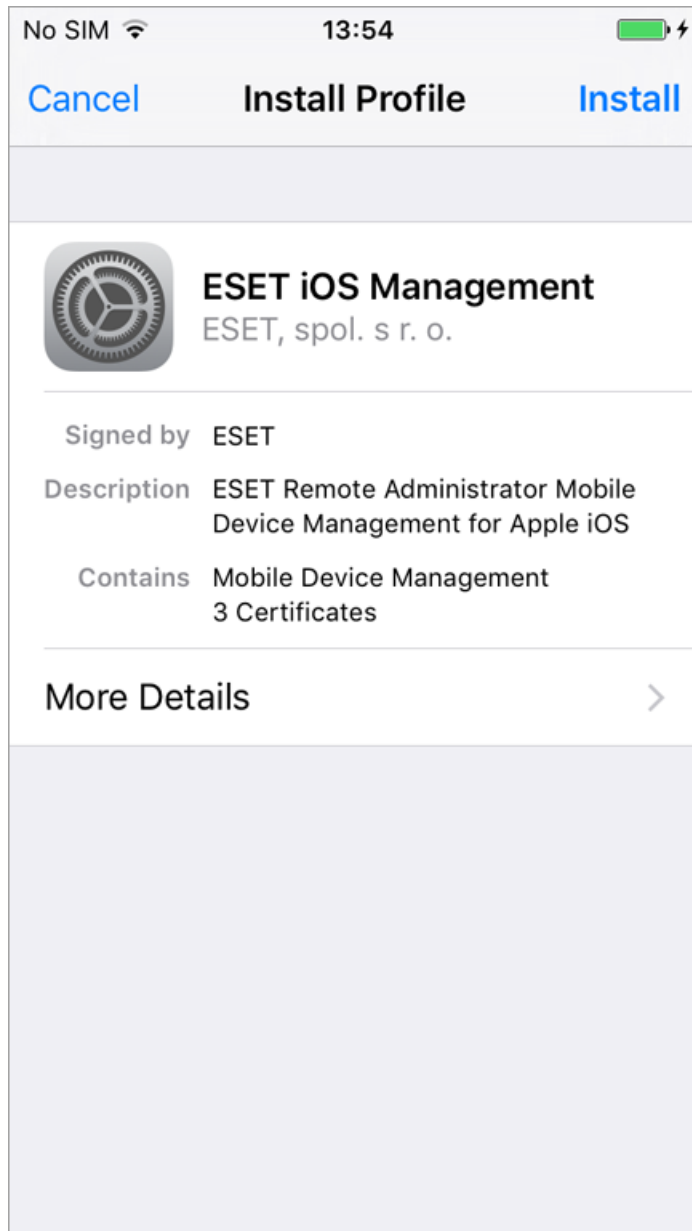 No SIM 13:54
Cancel Install Profile Install
ESET iOS Management
ESET, spol. s r. o.
Signed by ESET
Description ESET Remote Administrator Mobile
Device Management for Apple iOS
Contains Mobile Device Management
3 Certificates
More Details